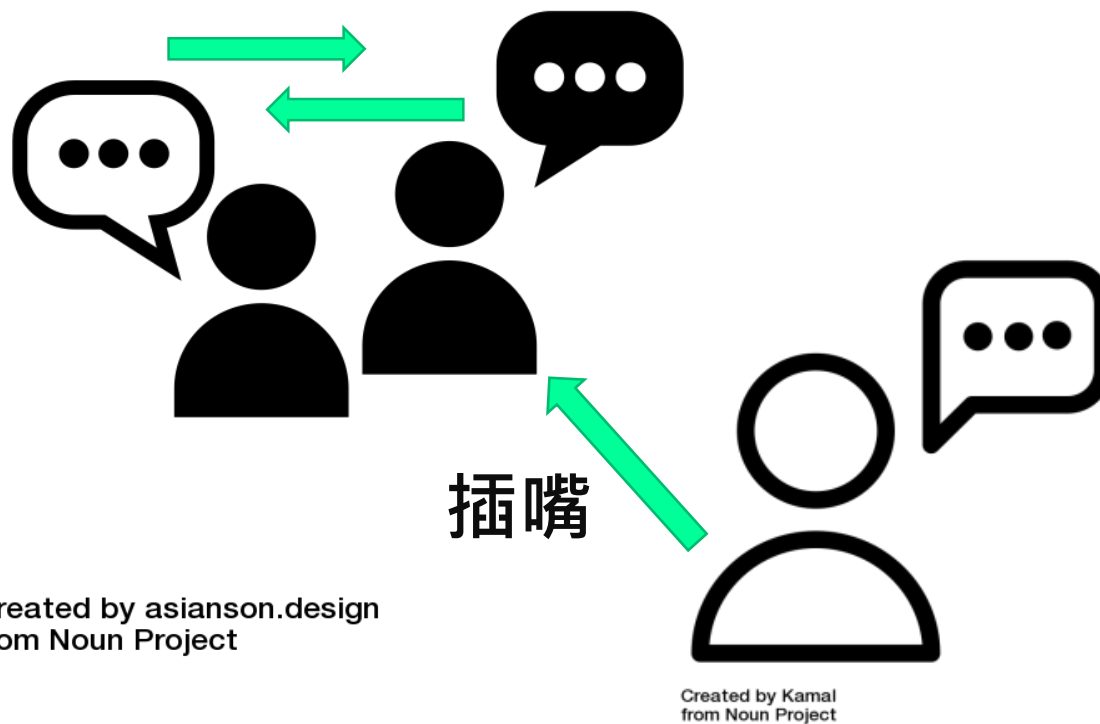 插嘴
reated by asianson.design
om Noun Project
Created by Kamal
from Noun Project